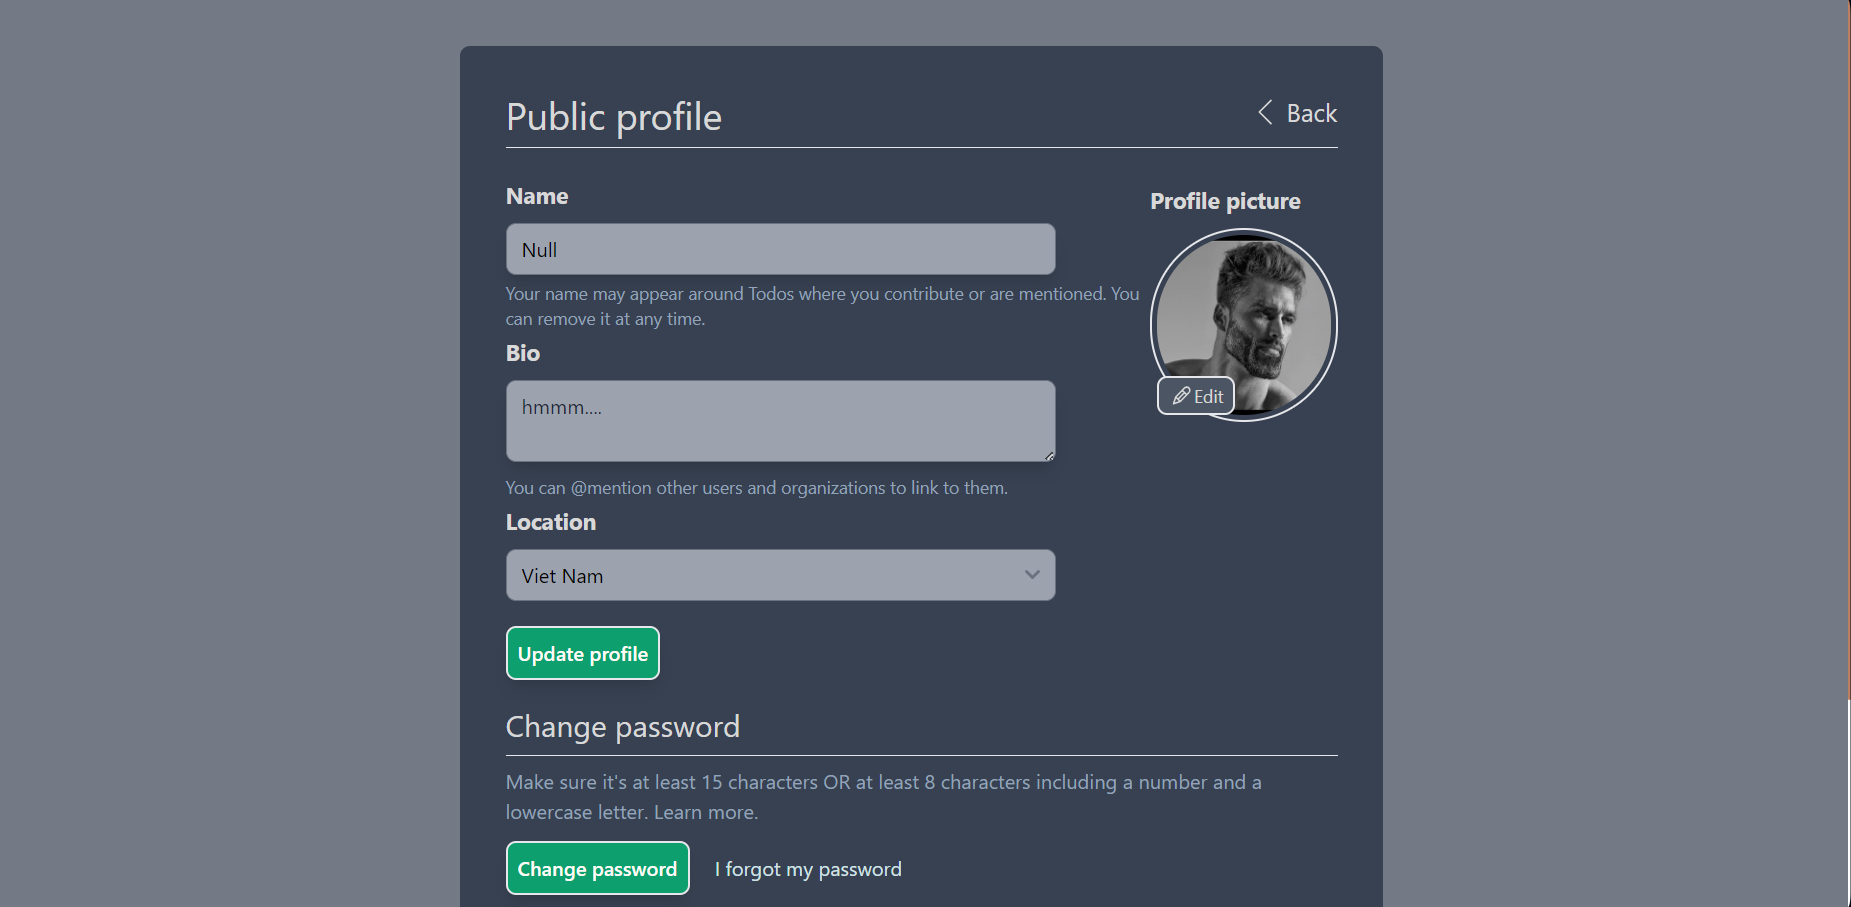 Public profile
Back
Name
Profile picture
Null
Your name may appear around Todos where you contribute or are mentioned. You
can remove it at any time.
Bio
hmmm....
Edit
You can @mention other users and organizations to link to them.
Location
Viet Nam
Update profile
Change password
Make sure it's at least 15 characters OR at least 8 characters including a number and a
lowercase letter. Learn more.
Change password
I forgot my password